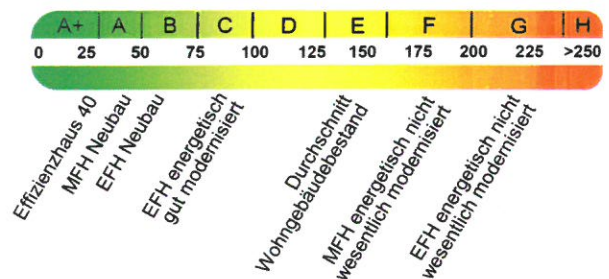 A+ A B C D E F G H
0 25 50 75 100 125 150 175 200 225 >250
Effizienzhaus 40
MFH Neubau
EFH Neubau
EFH energetisch
gut modernisiert
Durchschnitt
Wohngebäudebestand
MFH energetisch nicht
wesentlich modernisiert
EFH energetisch nicht
wesentlich modernisiert